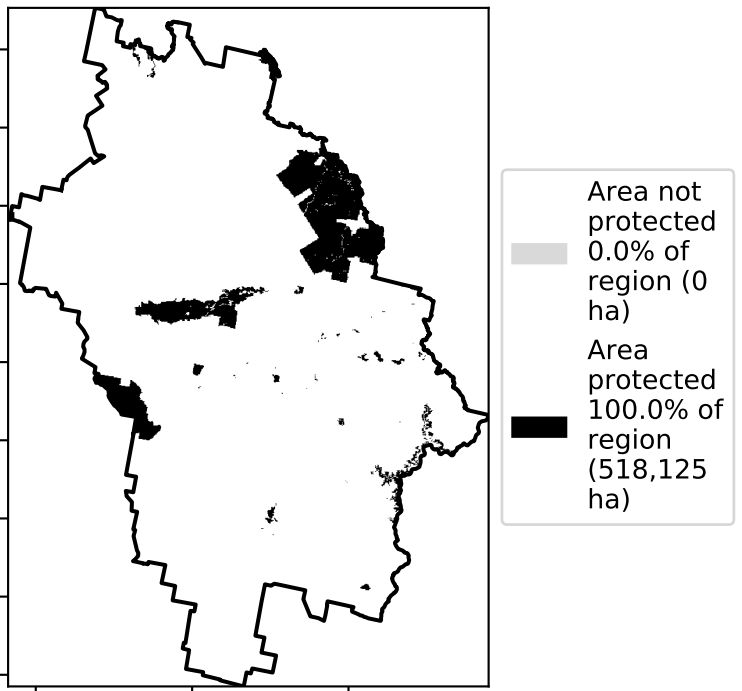 Area not
protected
0.0% of
region (0
ha)
Area
protected
100.0% of
region
(518,125
ha)